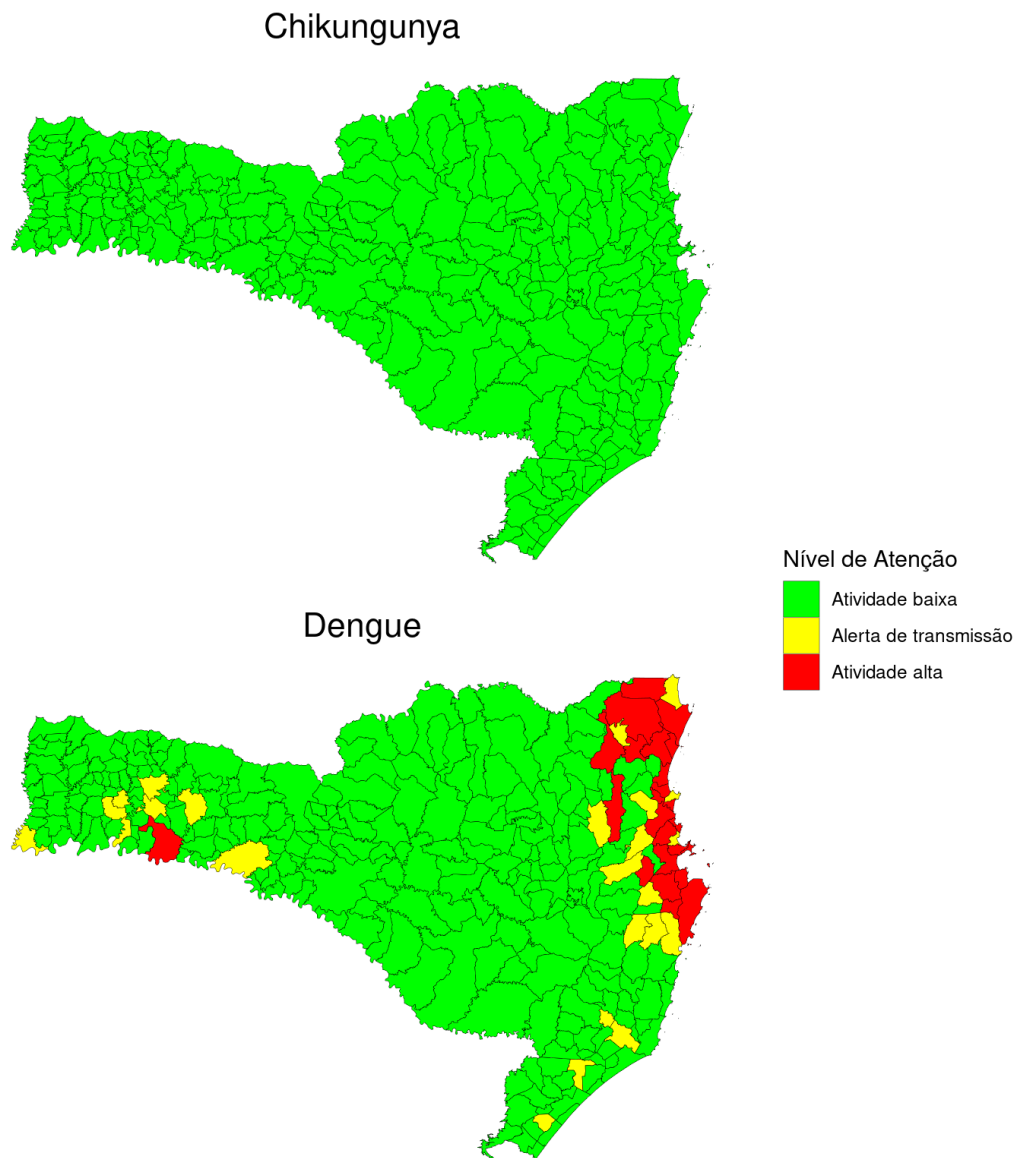 Chikungunya
Nível de Atenção
Atividade baixa
Alerta de transmissão
Atividade alta
Dengue